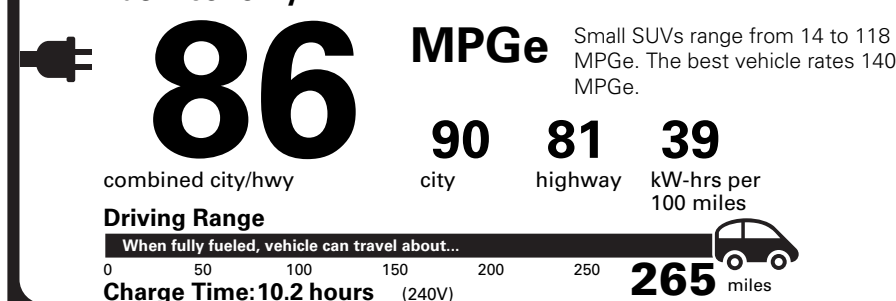 86
MPGe
Small SUVs range from 14 to 118
MPGe. The best vehicle rates 140
MPGe.
combined city/hwy
90
city
81
highway
39
kW-hrs per
100 miles
Driving Range
When fully fueled, vehicle can travel about...
0 50 100 150 200 250 265 miles
Charge Time: 10.2 hours (240V)